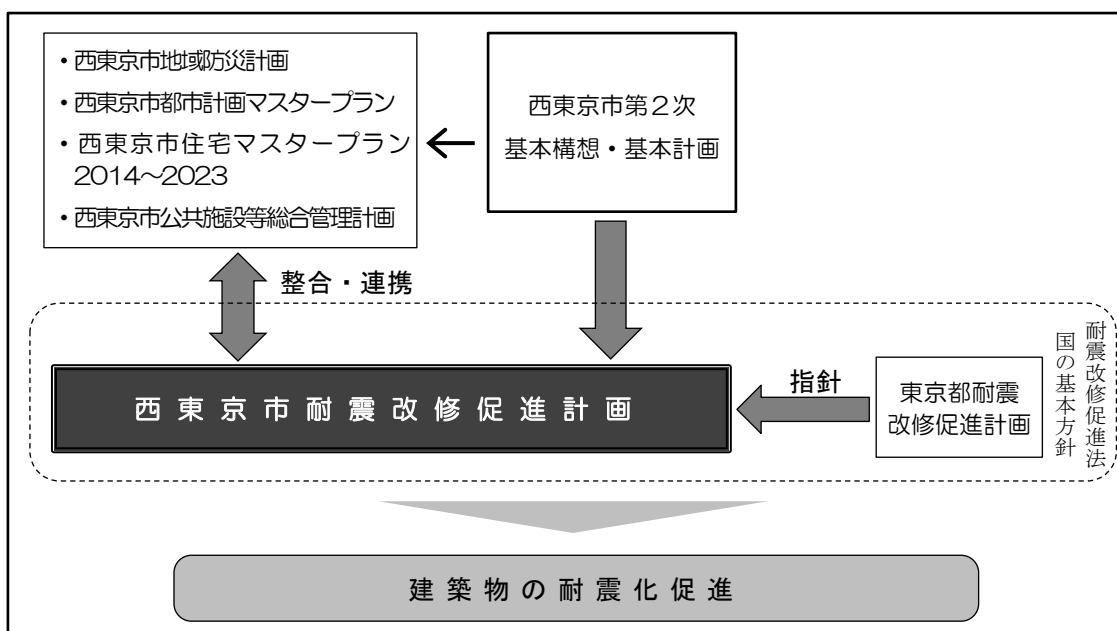 ・西東京市地域防災計画
・西東京市都市計画マスタープラン
・西東京市住宅マスタープラン
2014～2023
・西東京市公共施設等総合管理計画
西東京市第２次
基本構想・基本計画
整合・連携
西東京市耐震改修促進計画
指針
東京都耐震
改修促進計画
耐震改修促進法
国の基本方針
建築物の耐震化促進